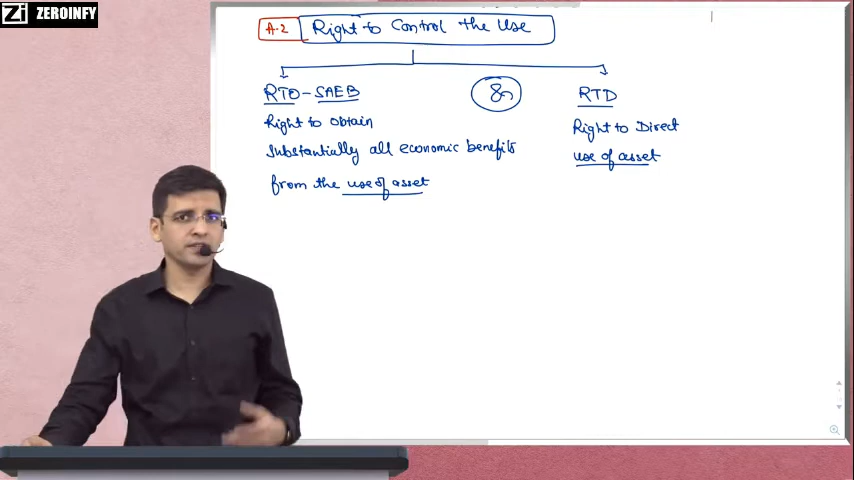 Zi ZEROINFY
A.2 Right to Control the Use
RTO - SAEB & RTD
Right to obtain
Substantially all economic benefits
from the use of asset
Right to Direct
use of asset